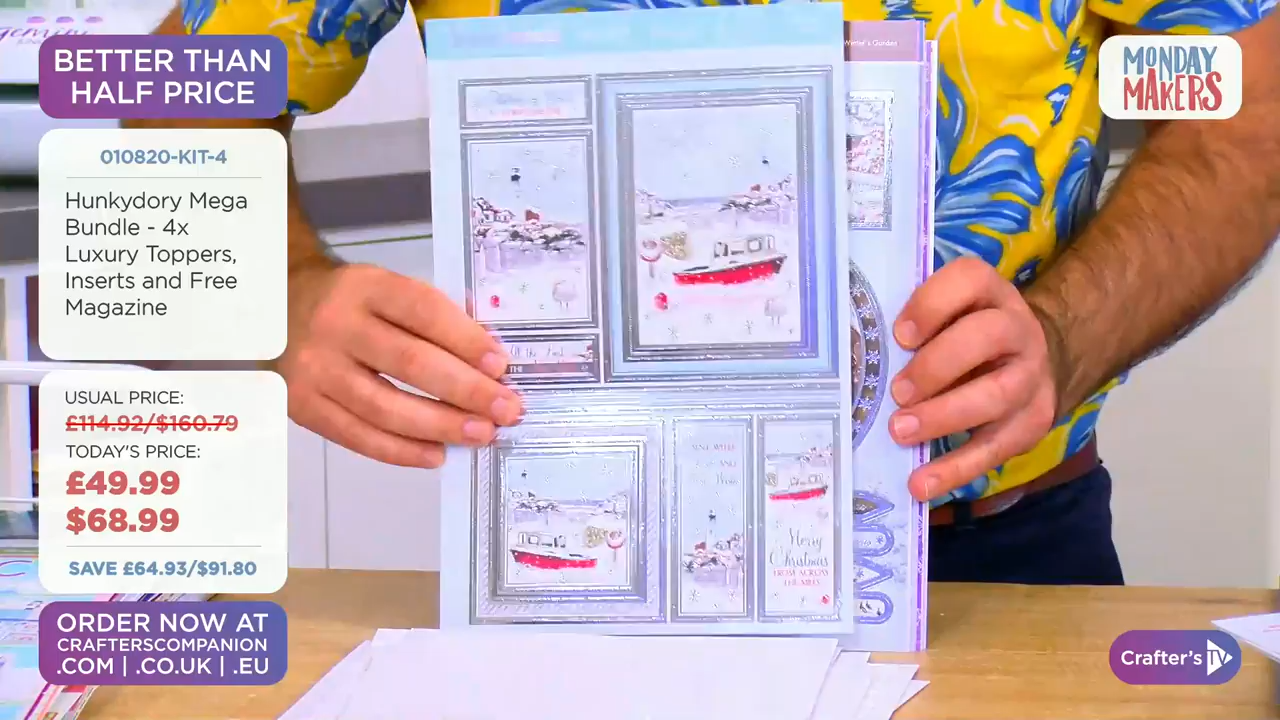 BETTER THAN
HALF PRICE
010820-KIT-4
Hunkydory Mega
Bundle - 4x
Luxury Toppers,
Inserts and Free
Magazine
USUAL PRICE:
£114.92/$160.79
TODAY'S PRICE:
£49.99
$68.99
SAVE £64.93/$91.80
ORDER NOW AT
CRAFTERSCOMPANION
.COM | .CO.UK | .EU
MONDAY
MAKERS
Winter's Garden
Merry
Christmas
FROM ACROSS
THE MILES
Crafter's TV